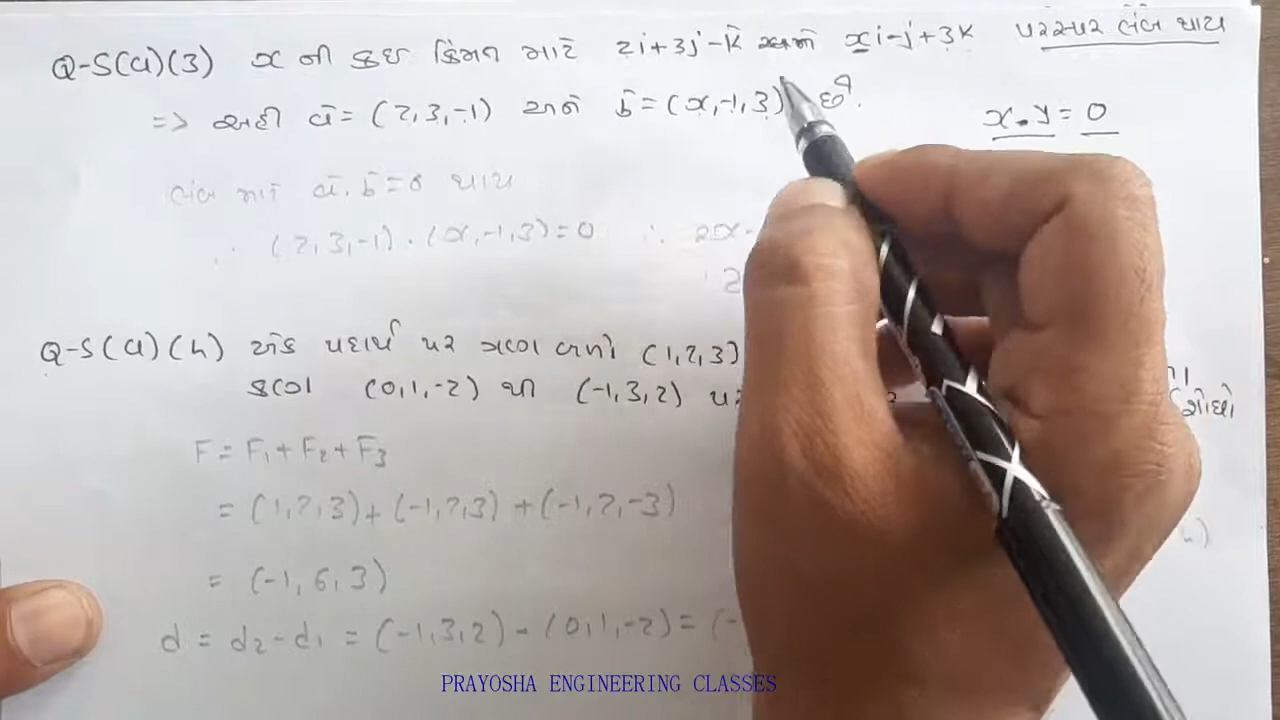 Q-5(a)(3) x ની કઇ કિંમત માટે 2i+3j-k અને xi-j+3k પરસ્પર લંબ થાય
=> અહી ā = (2,3,-1) અને b̄ = (x,-1,3) છે.
x.y = 0
લંબ માટે ā.b̄=0 થાય
∴ (2,3,-1).(x,-1,3)=0 ∴ 2x-
2
Q-5(a)(4) એક પદાર્થ પર ત્રણ બળો (1,2,3)
કણ (0,1,-2) થી (-1,3,2) શોધો
F = F₁+F₂+F₃
= (1,2,3)+(-1,2,3)+(-1,2,-3)
= (-1,6,3)
d = d₂-d₁ = (-1,3,2)-(0,1,-2) = (-
PRAYOSHA ENGINEERING CLASSES